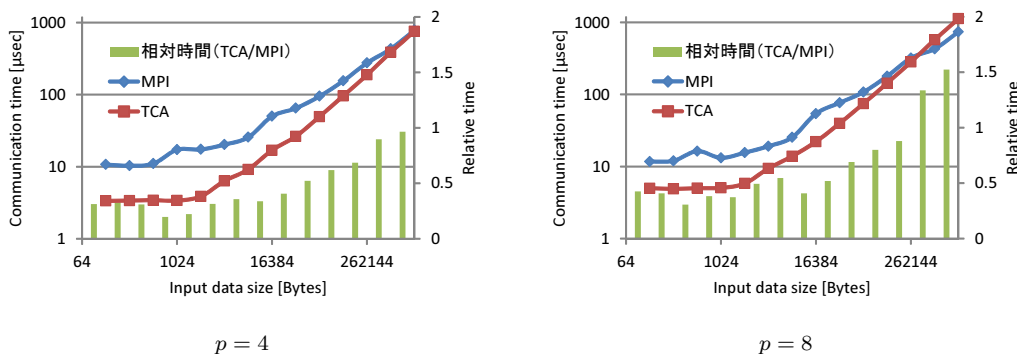 Communication time [μsec]
1000
100
10
1
相対時間(TCA/MPI)
MPI
TCA
2
1.5
1
0.5
0
Relative time
64 1024 16384 262144
Input data size [Bytes]
p = 4
Communication time [μsec]
1000
100
10
1
相対時間(TCA/MPI)
MPI
TCA
2
1.5
1
0.5
0
Relative time
64 1024 16384 262144
Input data size [Bytes]
p = 8